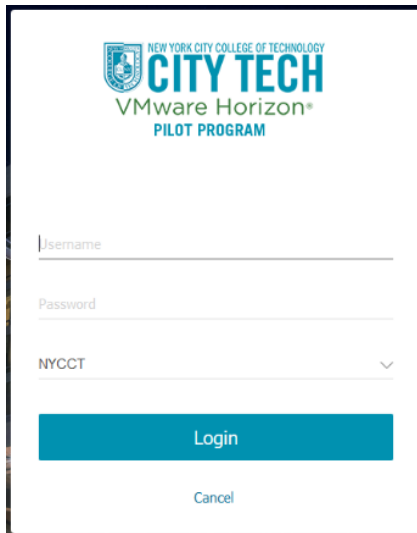 NEW YORK CITY COLLEGE OF TECHNOLOGY
CITY TECH
VMware Horizon®
PILOT PROGRAM
Username
Password
NYCCT
Login
Cancel